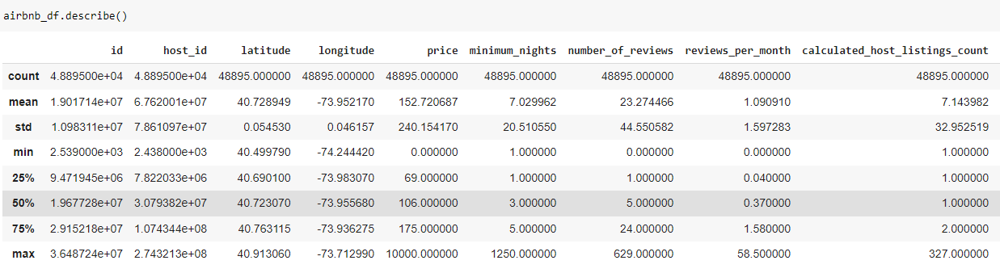 airbnb_df.describe()
id host_id latitude longitude price minimum_nights number_of_reviews reviews_per_month calculated_host_listings_count
count 4.889500e+04 4.889500e+04 48895.000000 48895.000000 48895.000000 48895.000000 48895.000000 48895.000000 48895.000000
mean 1.901714e+07 6.762001e+07 40.728949 -73.952170 152.720687 7.029962 23.274466 1.090910 7.143982
std 1.098311e+07 7.861097e+07 0.054530 0.046157 240.154170 20.510550 44.550582 1.597283 32.952519
min 2.539000e+03 2.438000e+03 40.499790 -74.244420 0.000000 1.000000 0.000000 0.000000 1.000000
25% 9.471945e+06 7.822033e+06 40.690100 -73.983070 69.000000 1.000000 1.000000 0.040000 1.000000
50% 1.967728e+07 3.079382e+07 40.723070 -73.955680 106.000000 3.000000 5.000000 0.370000 1.000000
75% 2.915218e+07 1.074344e+08 40.763115 -73.936275 175.000000 5.000000 24.000000 1.580000 2.000000
max 3.648724e+07 2.743213e+08 40.913060 -73.712990 10000.000000 1250.000000 629.000000 58.500000 327.000000